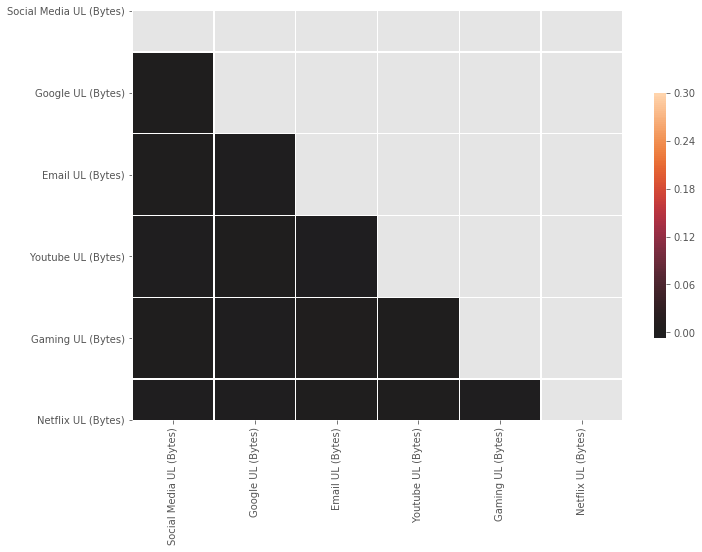 Social Media UL (Bytes)
Google UL (Bytes)
Email UL (Bytes)
Youtube UL (Bytes)
Gaming UL (Bytes)
Netflix UL (Bytes)
0.30
0.24
0.18
0.12
0.06
0.00
Social Media UL (Bytes)
Google UL (Bytes)
Email UL (Bytes)
Youtube UL (Bytes)
Gaming UL (Bytes)
Netflix UL (Bytes)